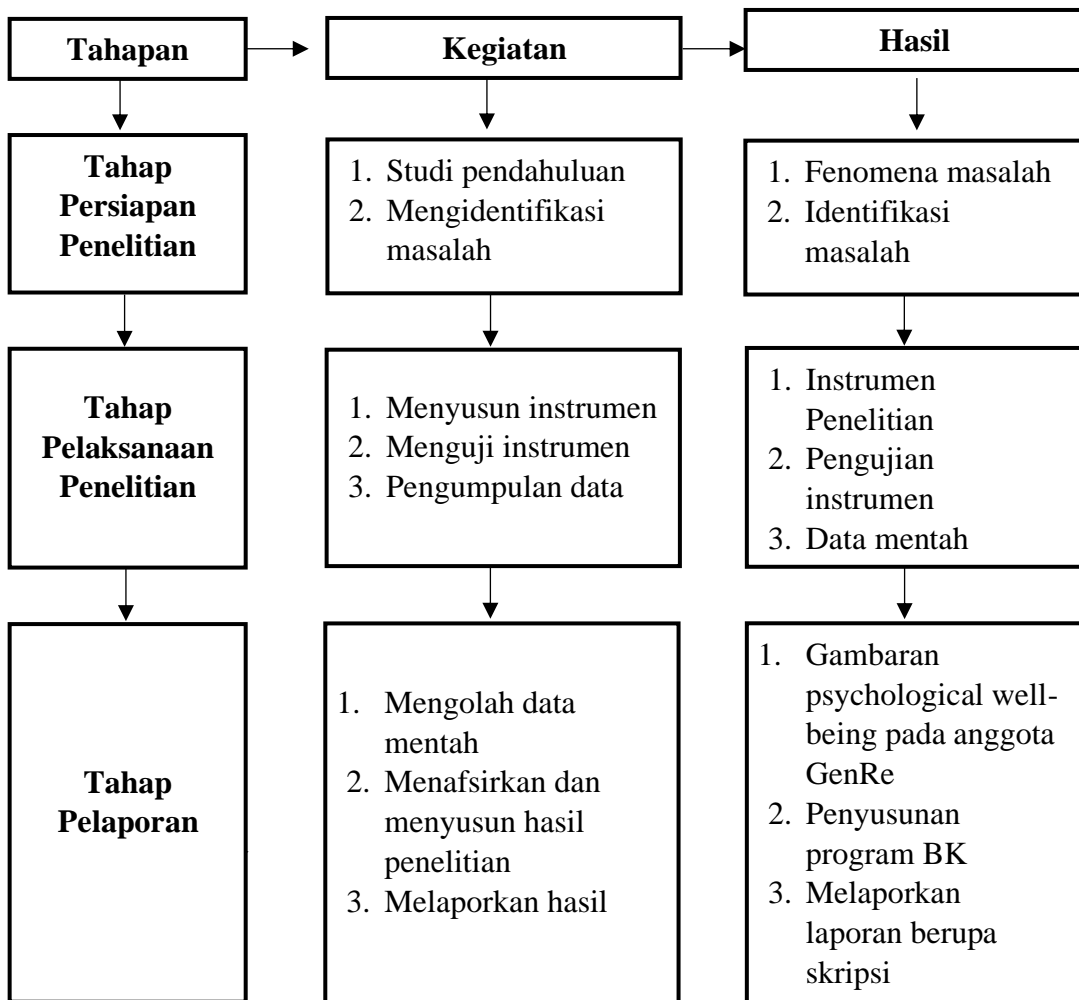 Tahapan
Kegiatan
Hasil
Tahap
Persiapan
Penelitian
1. Studi pendahuluan
2. Mengidentifikasi
masalah
1. Fenomena masalah
2. Identifikasi
masalah
Tahap
Pelaksanaan
Penelitian
1. Menyusun instrumen
2. Menguji instrumen
3. Pengumpulan data
1. Instrumen
Penelitian
2. Pengujian
instrumen
3. Data mentah
Tahap
Pelaporan
1. Mengolah data
mentah
2. Menafsirkan dan
menyusun hasil
penelitian
3. Melaporkan hasil
1. Gambaran
psychological well-
being pada anggota
GenRe
2. Penyusunan
program BK
3. Melaporkan
laporan berupa
skripsi